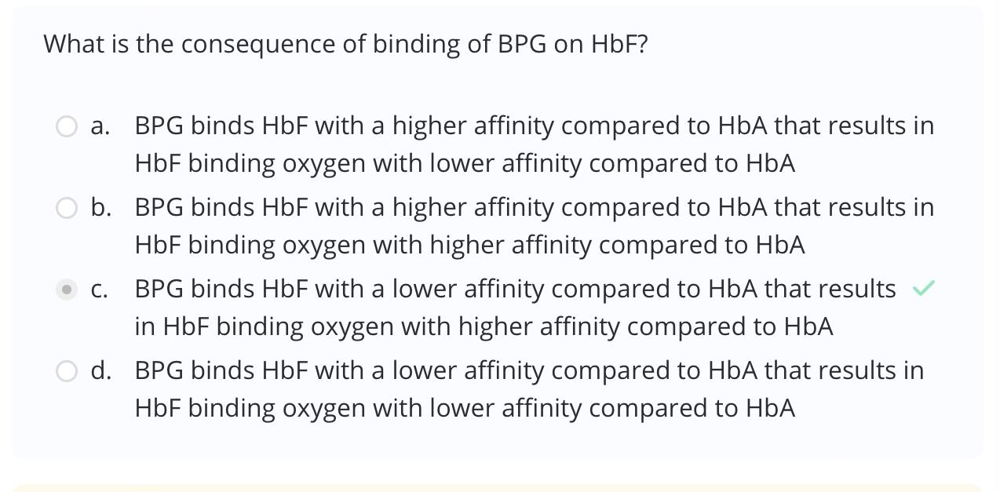 What is the consequence of binding of BPG on HbF?
a. BPG binds HbF with a higher affinity compared to HbA that results in
HbF binding oxygen with lower affinity compared to HbA
b. BPG binds HbF with a higher affinity compared to HbA that results in
HbF binding oxygen with higher affinity compared to HbA
c. BPG binds HbF with a lower affinity compared to HbA that results
in HbF binding oxygen with higher affinity compared to HbA
d. BPG binds HbF with a lower affinity compared to HbA that results in
HbF binding oxygen with lower affinity compared to HbA